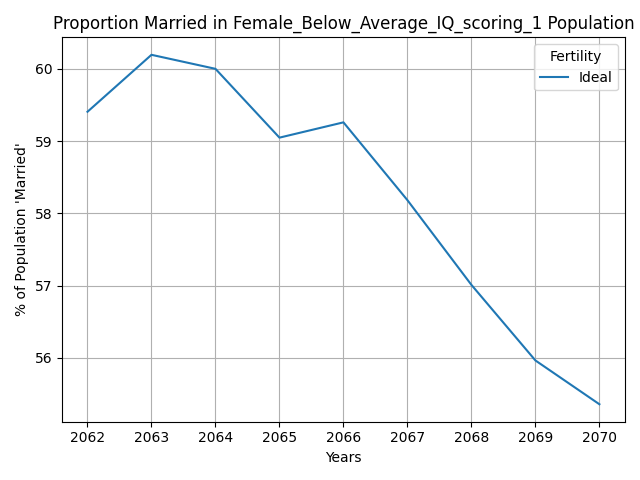 Proportion Married in Female_Below_Average_IQ_scoring_1 Population
Fertility
Ideal
60
59
58
57
56
% of Population 'Married'
2062 2063 2064 2065 2066 2067 2068 2069 2070
Years